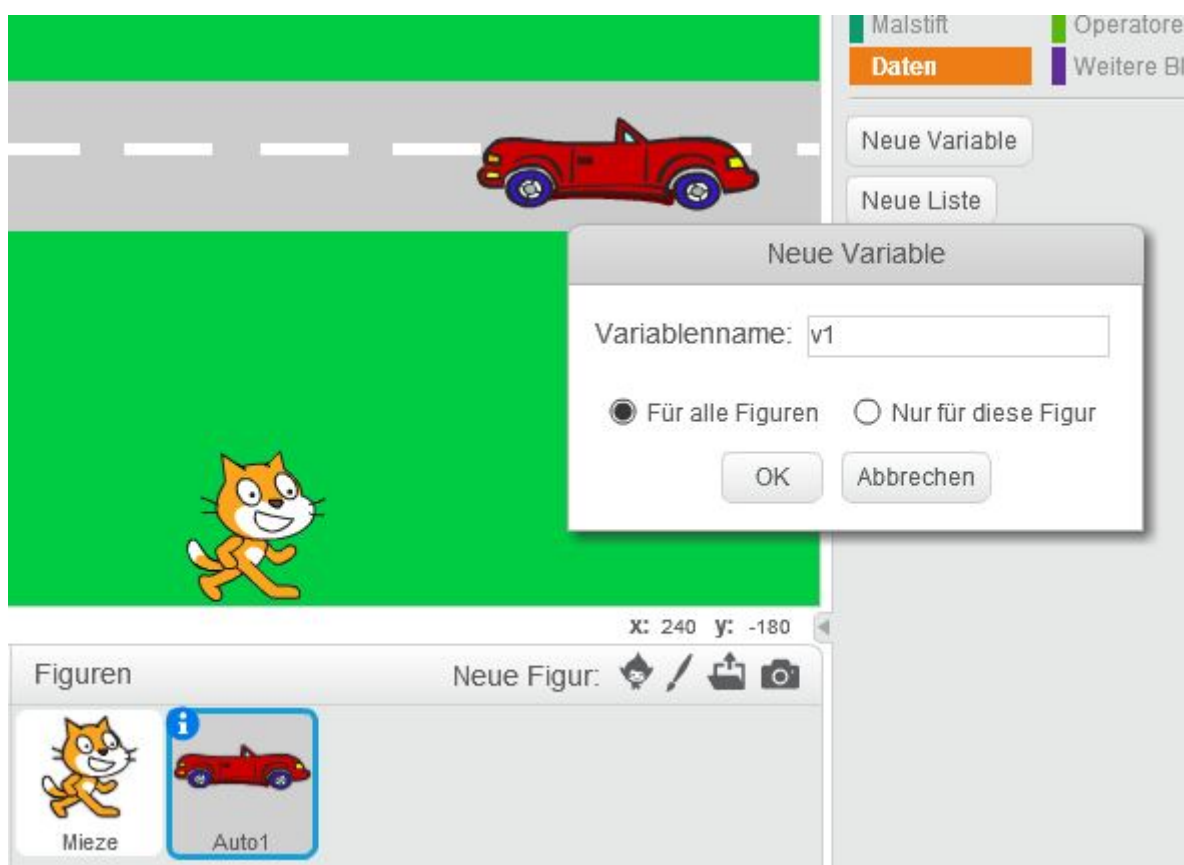 Malstift
Operatore
Daten
Weitere Bl
Neue Variable
Neue Liste
Neue Variable
Variablenname: v1
Für alle Figuren
Nur für diese Figur
OK
Abbrechen
x: 240 y: -180
Figuren
Neue Figur:
Mieze
Auto1